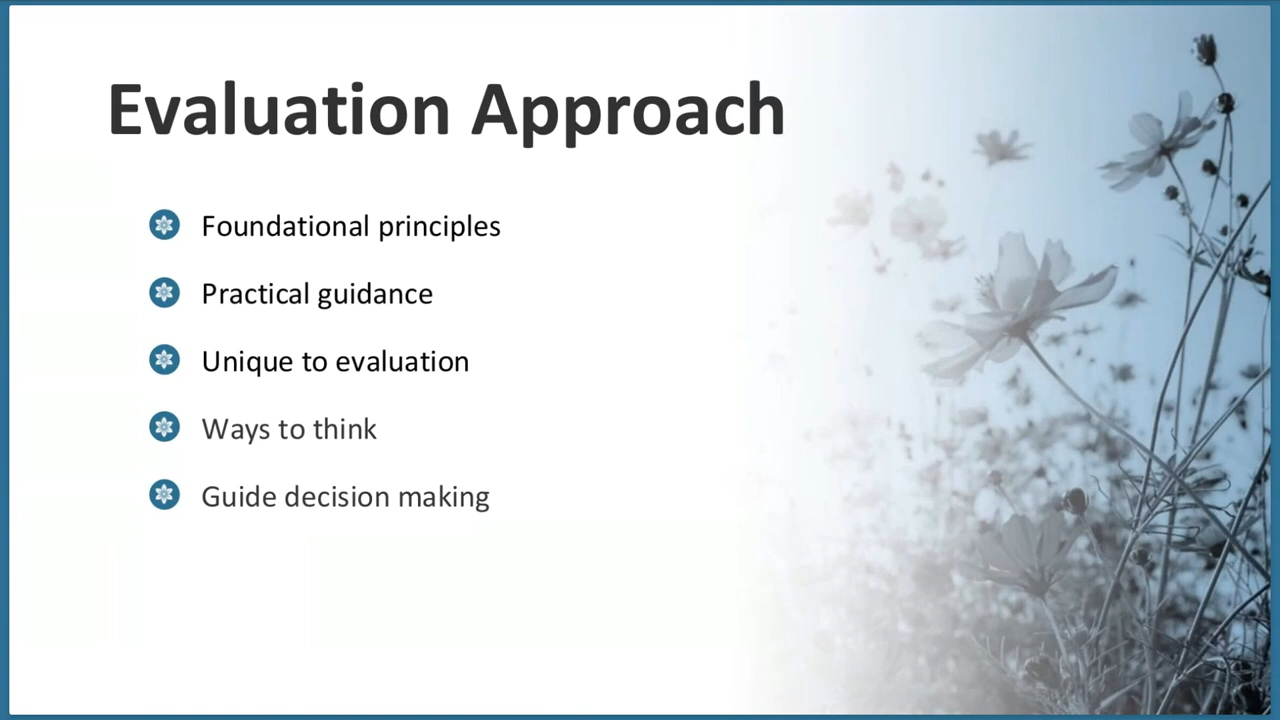 Evaluation Approach
Foundational principles
Practical guidance
Unique to evaluation
Ways to think
Guide decision making